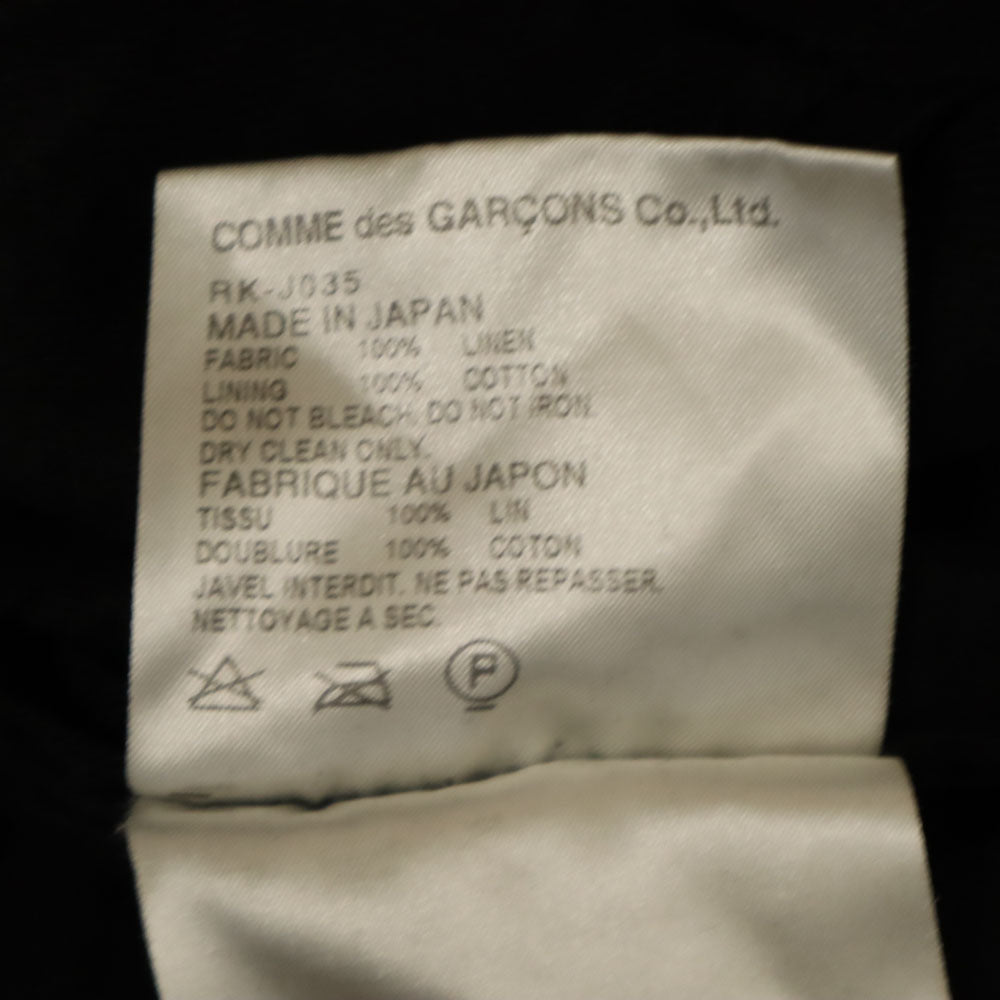 COMME des GARÇONS Co.,Ltd.
RK-J035
MADE IN JAPAN
FABRIC 100% LINEN
LINING 100% COTTON
DO NOT BLEACH. DO NOT IRON.
DRY CLEAN ONLY.
FABRIQUE AU JAPON
TISSU 100% LIN
DOUBLURE 100% COTON
JAVEL INTERDIT. NE PAS REPASSER.
NETTOYAGE A SEC.
P